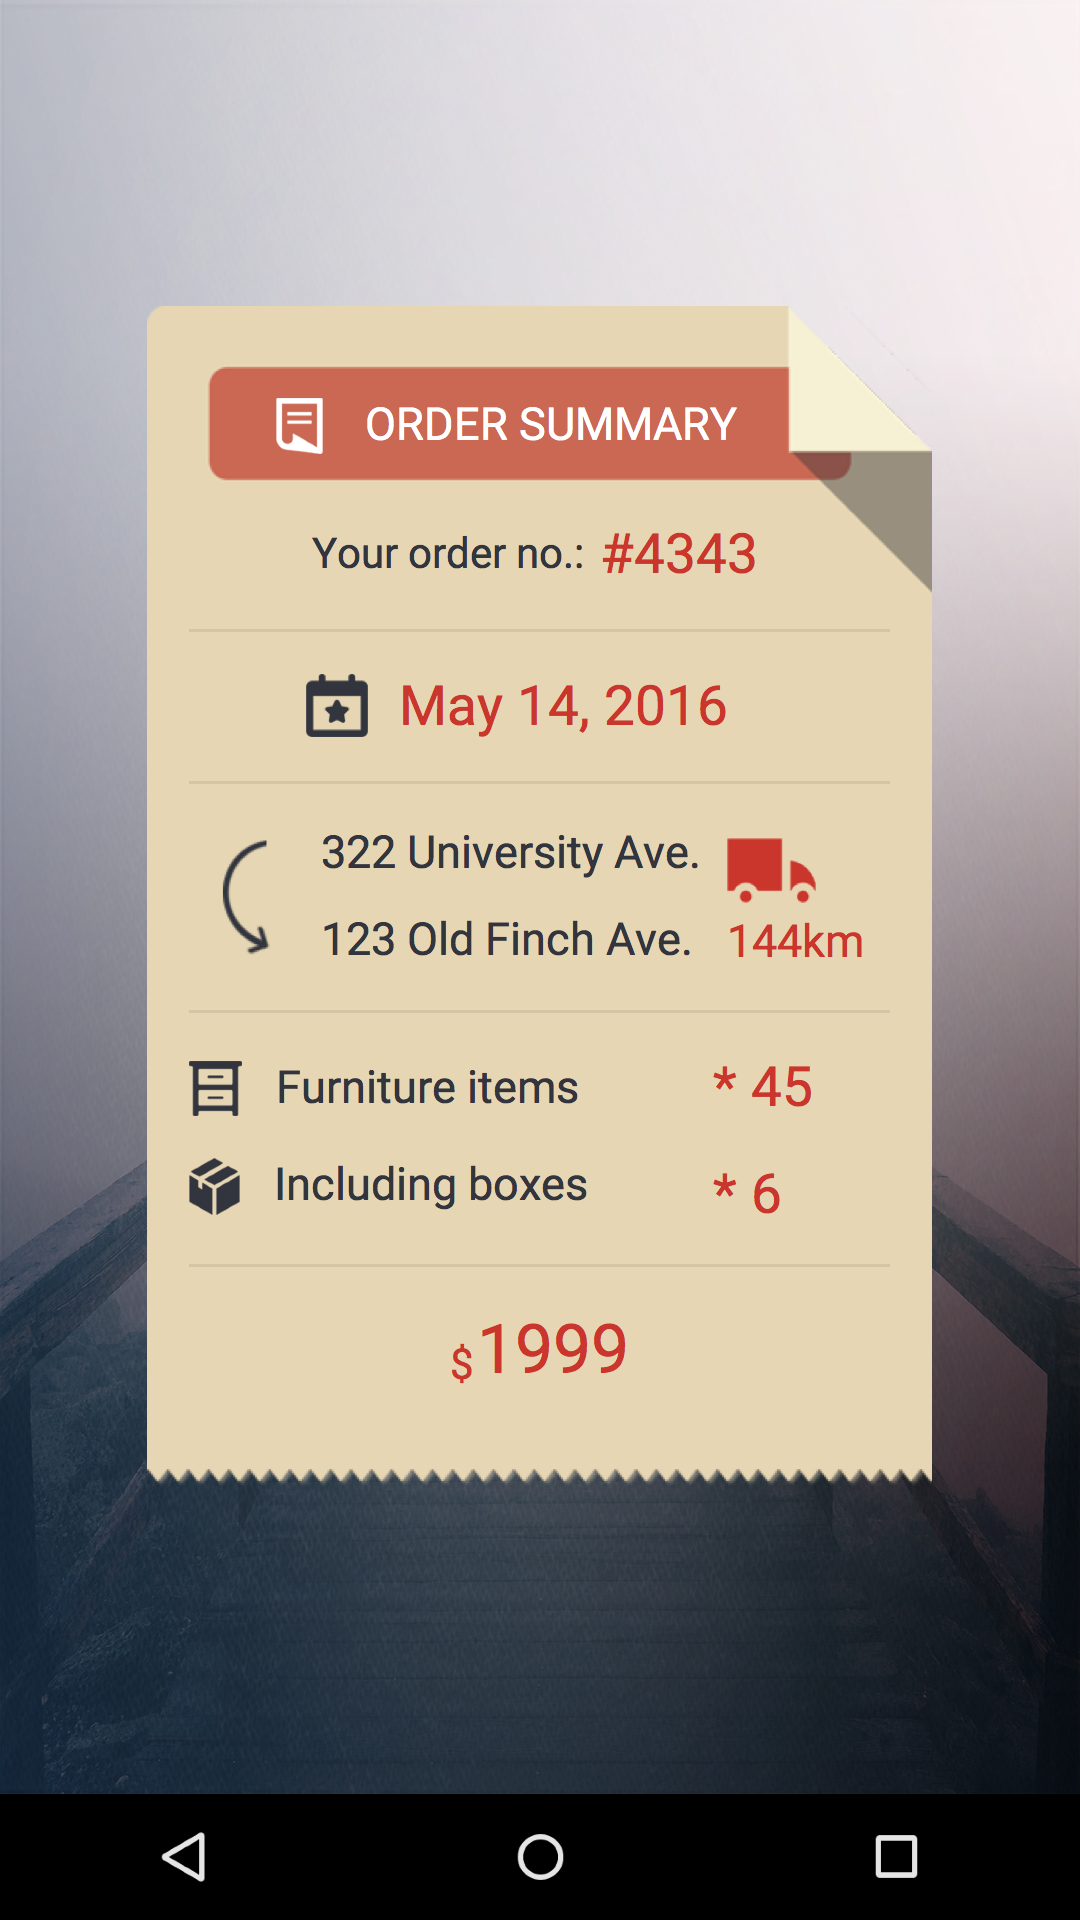 ORDER SUMMARY
Your order no.: #4343
May 14, 2016
322 University Ave.
123 Old Finch Ave. 144km
Furniture items * 45
Including boxes * 6
$1999